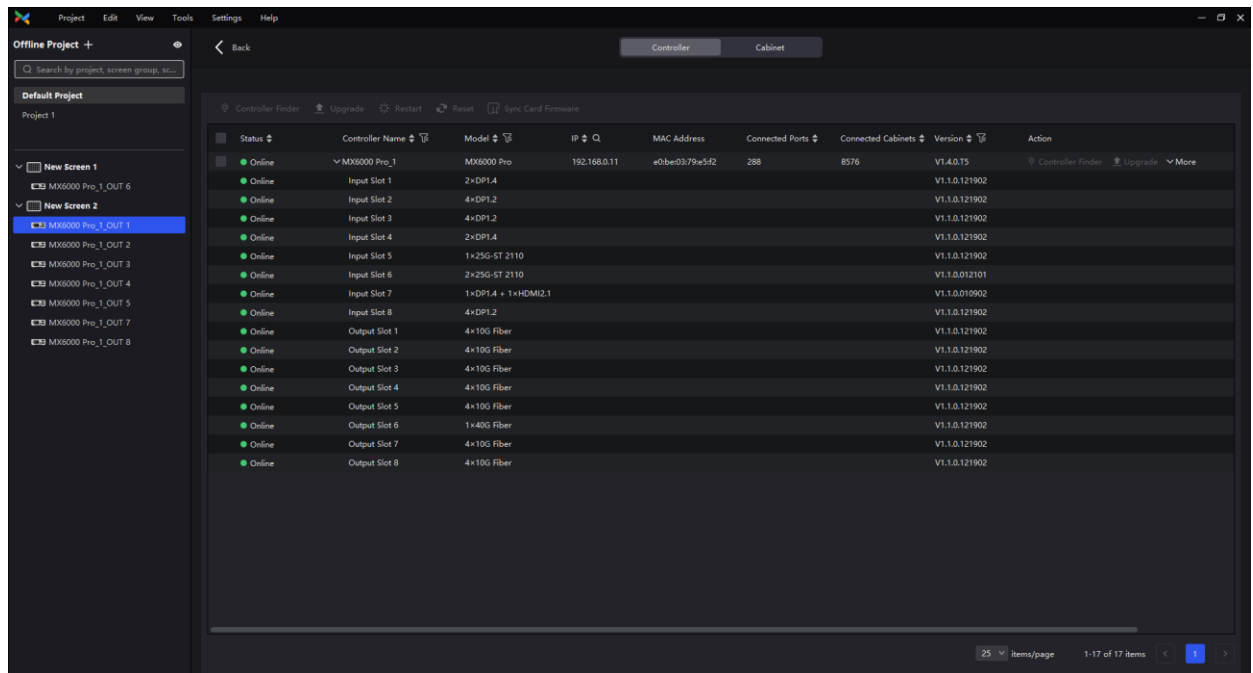 Project Edit View Tools Settings Help
Offline Project +
Back
Controller Cabinet
Search by project, screen group, sc...
Default Project
Project 1
New Screen 1
MX6000 Pro_1_OUT 6
New Screen 2
MX6000 Pro_1_OUT 1
MX6000 Pro_1_OUT 2
MX6000 Pro_1_OUT 3
MX6000 Pro_1_OUT 4
MX6000 Pro_1_OUT 5
MX6000 Pro_1_OUT 7
MX6000 Pro_1_OUT 8
Controller Finder Upgrade Restart Reset Sync Card Firmware
Status Controller Name Model IP MAC Address Connected Ports Connected Cabinets Version Action
Online MX6000 Pro_1 MX6000 Pro 192.168.0.11 e0:be:03:79:e5:f2 288 8576 V1.4.0.T5 Controller Finder Upgrade More
Online Input Slot 1 2×DP1.4 V1.1.0.121902
Online Input Slot 2 4×DP1.2 V1.1.0.121902
Online Input Slot 3 4×DP1.2 V1.1.0.121902
Online Input Slot 4 2×DP1.4 V1.1.0.121902
Online Input Slot 5 1×25G-ST 2110 V1.1.0.121902
Online Input Slot 6 2×25G-ST 2110 V1.1.0.012101
Online Input Slot 7 1×DP1.4 + 1×HDMI2.1 V1.1.0.010902
Online Input Slot 8 4×DP1.2 V1.1.0.121902
Online Output Slot 1 4×10G Fiber V1.1.0.121902
Online Output Slot 2 4×10G Fiber V1.1.0.121902
Online Output Slot 3 4×10G Fiber V1.1.0.121902
Online Output Slot 4 4×10G Fiber V1.1.0.121902
Online Output Slot 5 4×10G Fiber V1.1.0.121902
Online Output Slot 6 1×40G Fiber V1.1.0.121902
Online Output Slot 7 4×10G Fiber V1.1.0.121902
Online Output Slot 8 4×10G Fiber V1.1.0.121902
25 items/page 1-17 of 17 items < 1 >